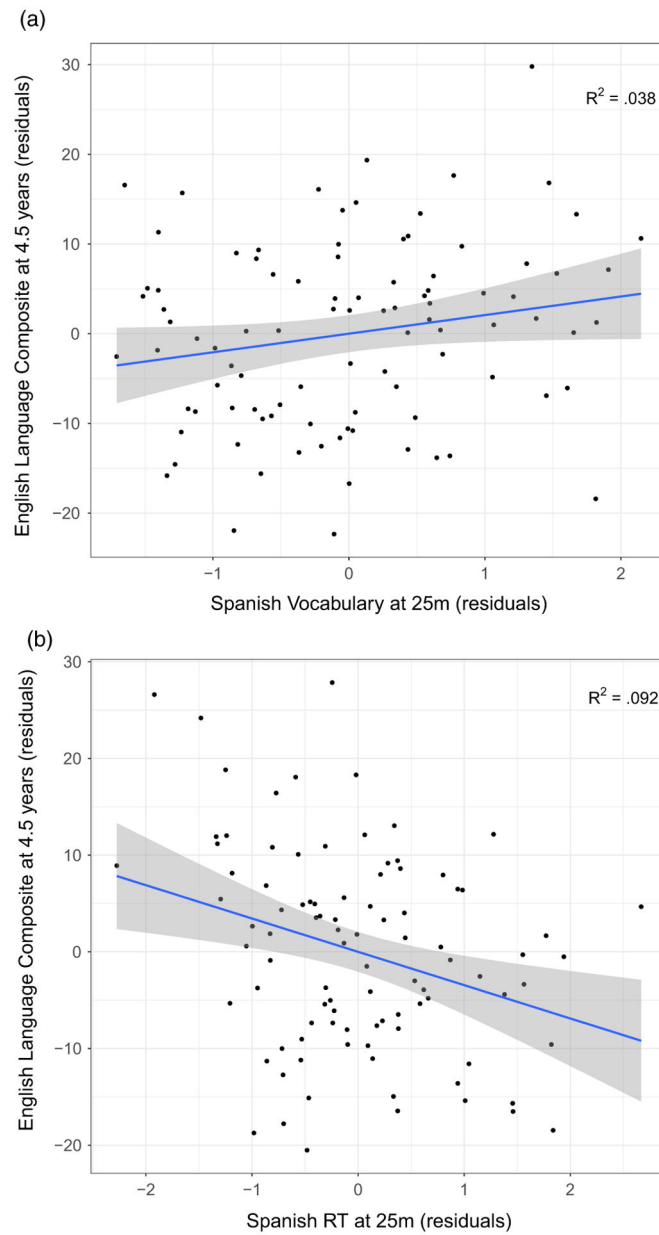 (a)
30
R² = .038
20
10
0
−10
−20
English Language Composite at 4.5 years (residuals)
−1 0 1 2
Spanish Vocabulary at 25m (residuals)
(b)
30
R² = .092
20
10
0
−10
−20
English Language Composite at 4.5 years (residuals)
−2 −1 0 1 2
Spanish RT at 25m (residuals)